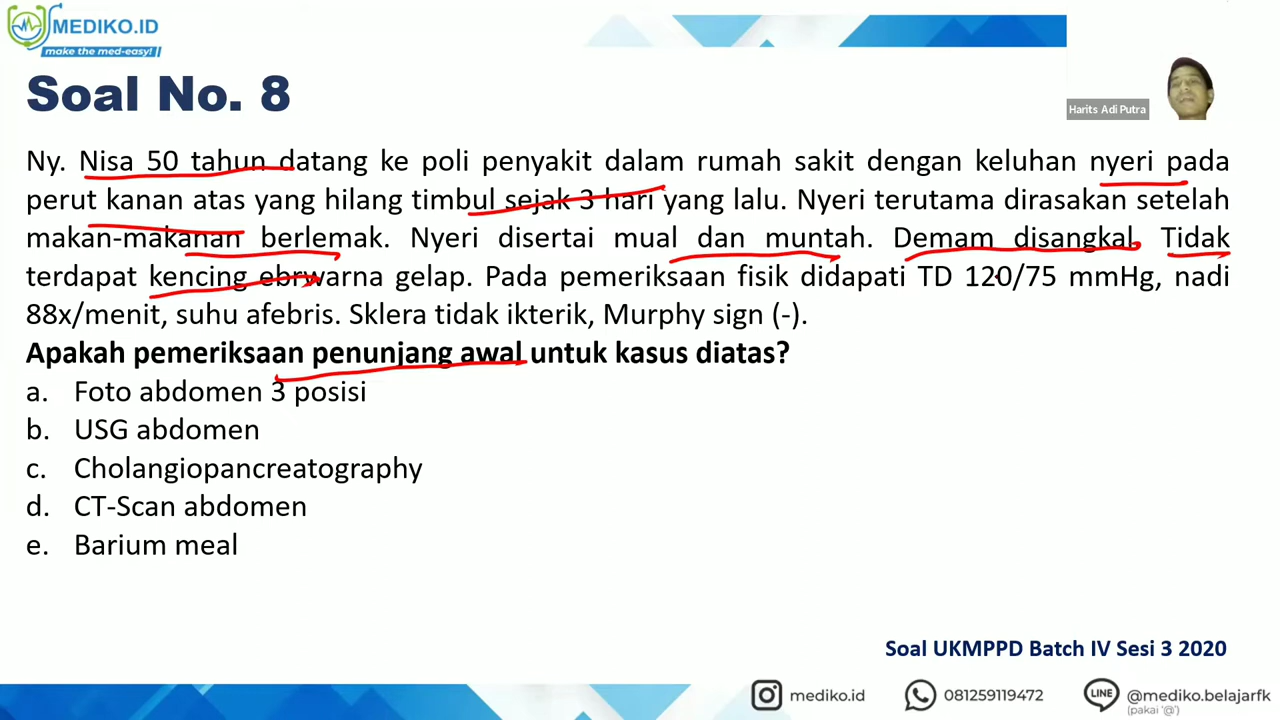 MEDIKO.ID
make the med-easy!
Soal No. 8
Harits Adi Putra
Ny. Nisa 50 tahun datang ke poli penyakit dalam rumah sakit dengan keluhan nyeri pada
perut kanan atas yang hilang timbul sejak 3 hari yang lalu. Nyeri terutama dirasakan setelah
makan-makanan berlemak. Nyeri disertai mual dan muntah. Demam disangkal. Tidak
terdapat kencing ebrwarna gelap. Pada pemeriksaan fisik didapati TD 120/75 mmHg, nadi
88x/menit, suhu afebris. Sklera tidak ikterik, Murphy sign (-).
Apakah pemeriksaan penunjang awal untuk kasus diatas?
a. Foto abdomen 3 posisi
b. USG abdomen
c. Cholangiopancreatography
d. CT-Scan abdomen
e. Barium meal
Soal UKMPPD Batch IV Sesi 3 2020
mediko.id
081259119472
LINE
@mediko.belajarfk
(pakai '@')